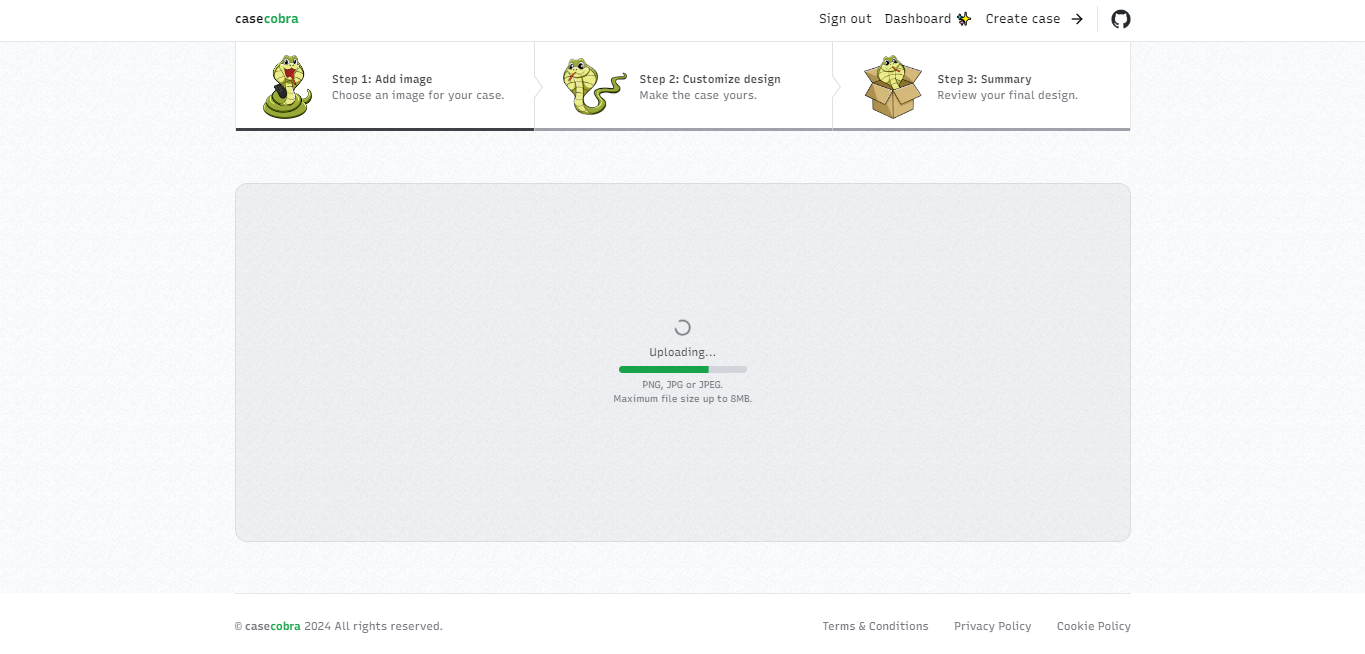 casecobra
Sign out Dashboard ✨ Create case →
Step 1: Add image
Choose an image for your case.
Step 2: Customize design
Make the case yours.
Step 3: Summary
Review your final design.
Uploading...
PNG, JPG or JPEG.
Maximum file size up to 8MB.
© casecobra 2024 All rights reserved.
Terms & Conditions Privacy Policy Cookie Policy